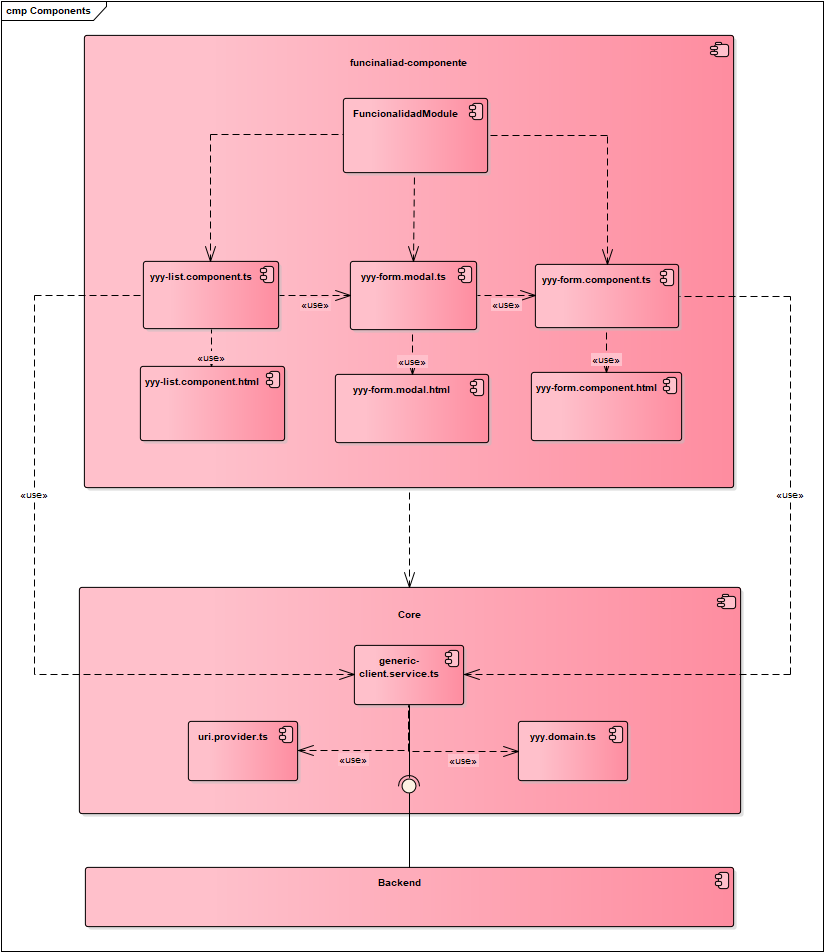 cmp Components
funcinaliad-componente
FuncionalidadModule
yyy-list.component.ts
yyy-form.modal.ts
yyy-form.component.ts
«use»
«use»
«use»
«use»
«use»
yyy-list.component.html
yyy-form.modal.html
yyy-form.component.html
«use»
«use»
Core
generic-
client.service.ts
uri.provider.ts
yyy.domain.ts
«use»
«use»
Backend